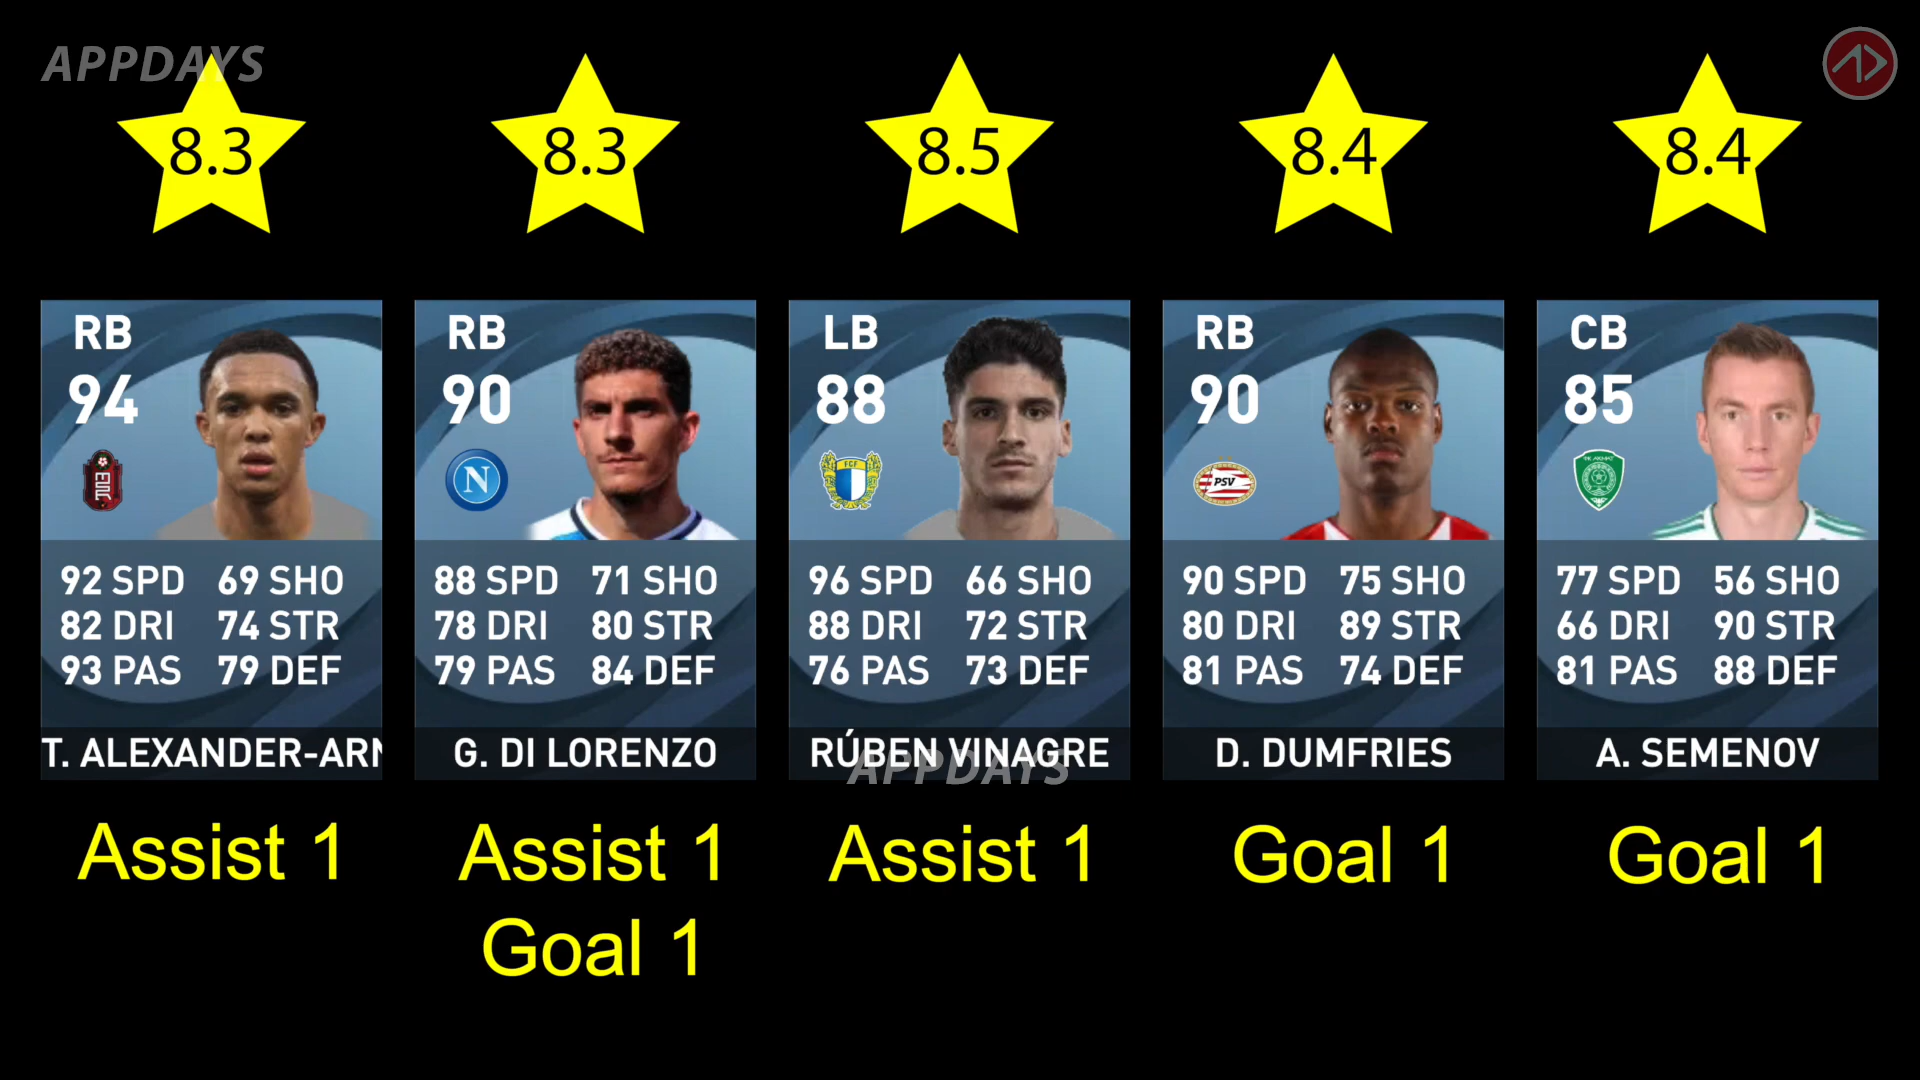 APPDAYS
8.3
8.3
8.5
8.4
8.4
RB
94
MSR
92 SPD 69 SHO
82 DRI 74 STR
93 PAS 79 DEF
T. ALEXANDER-ARN
Assist 1
RB
90
N
88 SPD 71 SHO
78 DRI 80 STR
79 PAS 84 DEF
G. DI LORENZO
Assist 1
Goal 1
LB
88
FCF
96 SPD 66 SHO
88 DRI 72 STR
76 PAS 73 DEF
RÚBEN VINAGRE
APPDAYS
Assist 1
RB
90
PSV
90 SPD 75 SHO
80 DRI 89 STR
81 PAS 74 DEF
D. DUMFRIES
Goal 1
CB
85
77 SPD 56 SHO
66 DRI 90 STR
81 PAS 88 DEF
A. SEMENOV
Goal 1